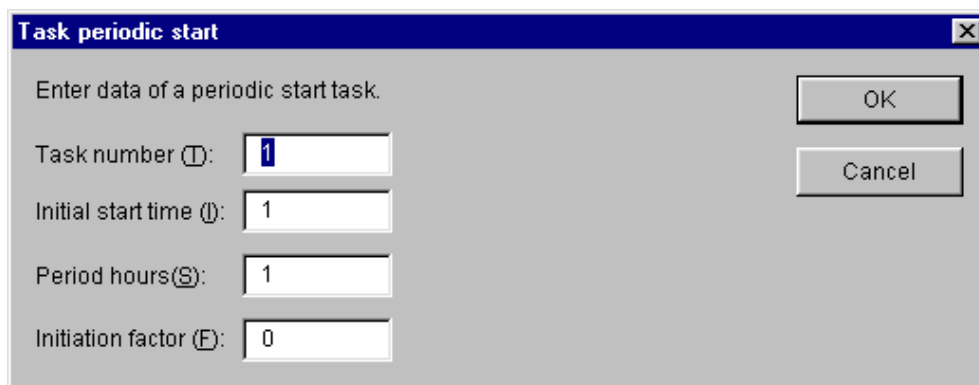 Task periodic start
Enter data of a periodic start task.
OK
Task number (T): 1
Cancel
Initial start time (I): 1
Period hours(S): 1
Initiation factor (F): 0